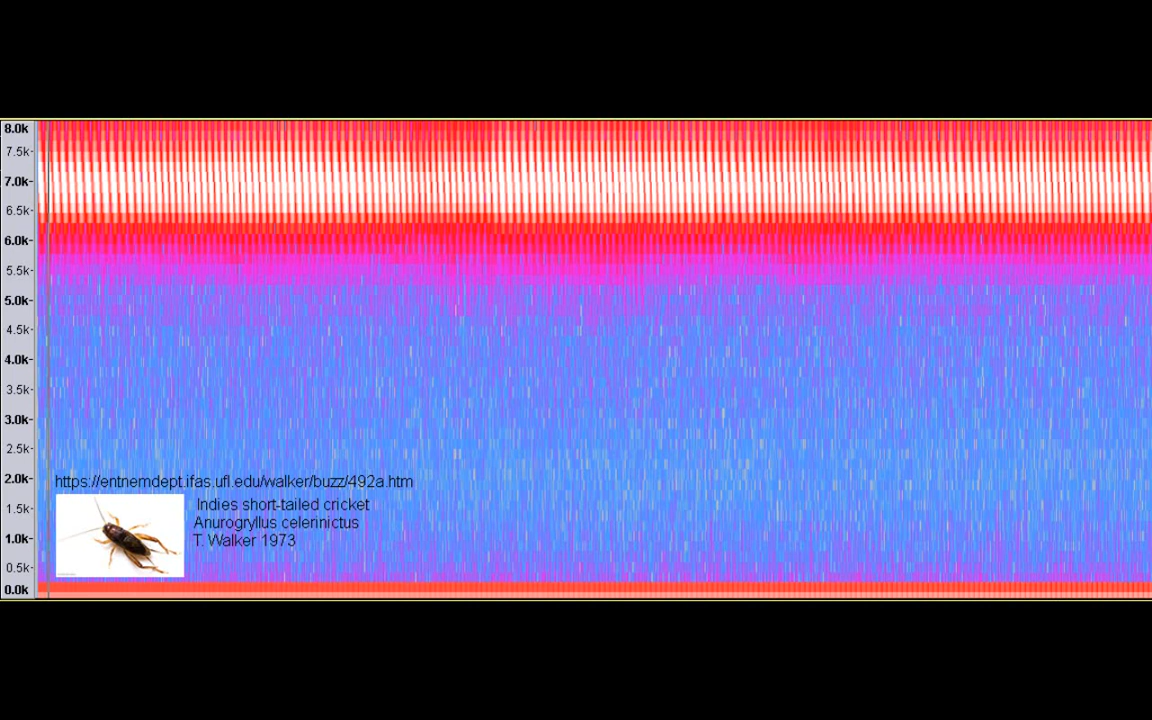 8.0k
7.5k
7.0k
6.5k
6.0k
5.5k
5.0k
4.5k
4.0k
3.5k
3.0k
2.5k
2.0k
1.5k
1.0k
0.5k
0.0k
https://entnemdept.ifas.ufl.edu/walker/buzz/492a.htm
Indies short-tailed cricket
Anurogryllus celerinictus
T. Walker 1973